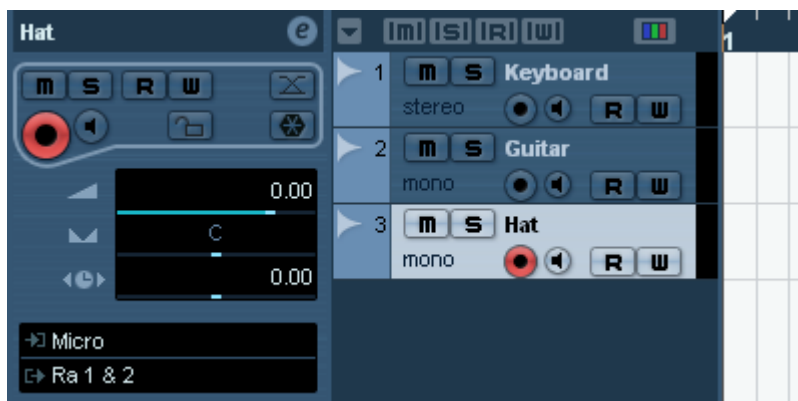 Hat e
M S R W
0.00
C
0.00
Micro
Ra 1 & 2
M S R W
1 M S Keyboard
stereo R W
2 M S Guitar
mono R W
3 M S Hat
mono R W
1